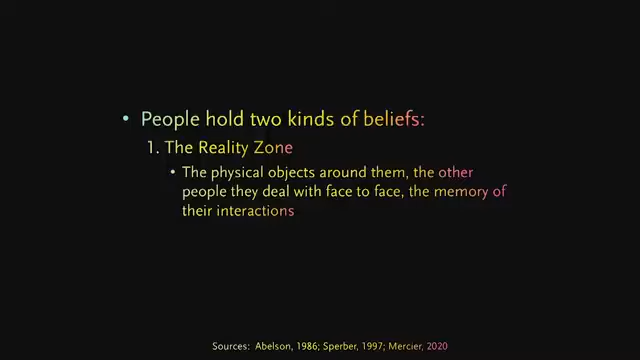 • People hold two kinds of beliefs:
1. The Reality Zone
• The physical objects around them, the other
people they deal with face to face, the memory of
their interactions
Sources: Abelson, 1986; Sperber, 1997; Mercier, 2020